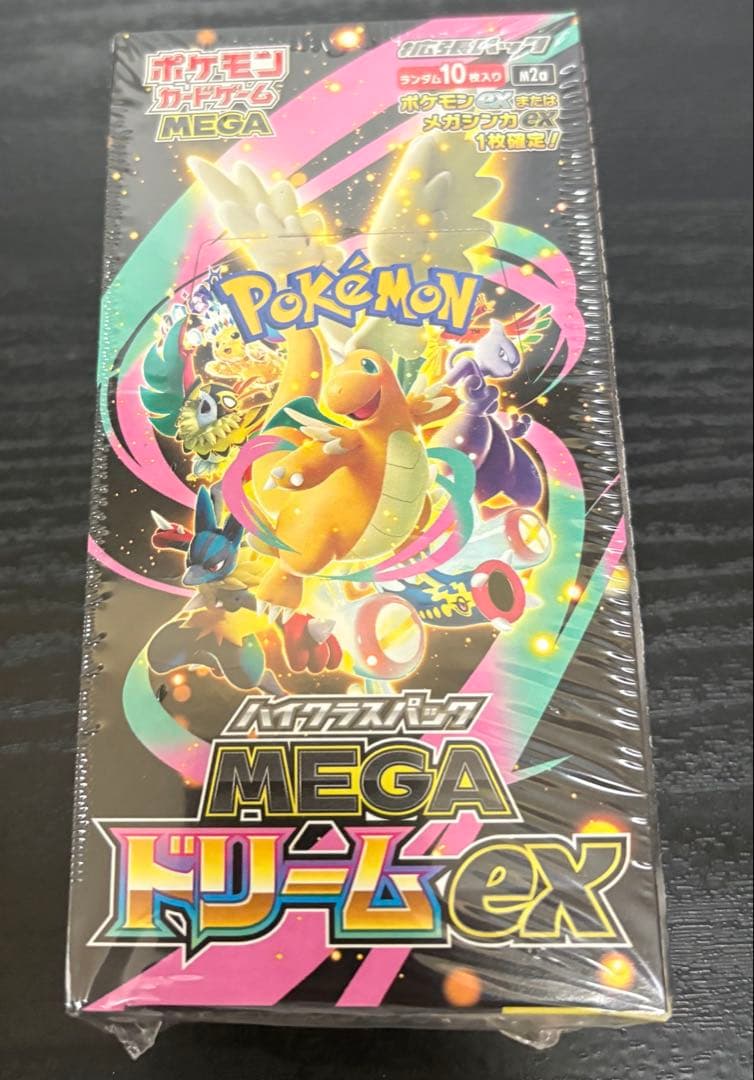 ポケモン
カードゲーム
MEGA
拡張パック
ランダム10枚入り
M2a
ポケモンexまたは
メガシンカex
1枚確定!
POKéMON
ハイクラスパック
MEGA
ドリームex